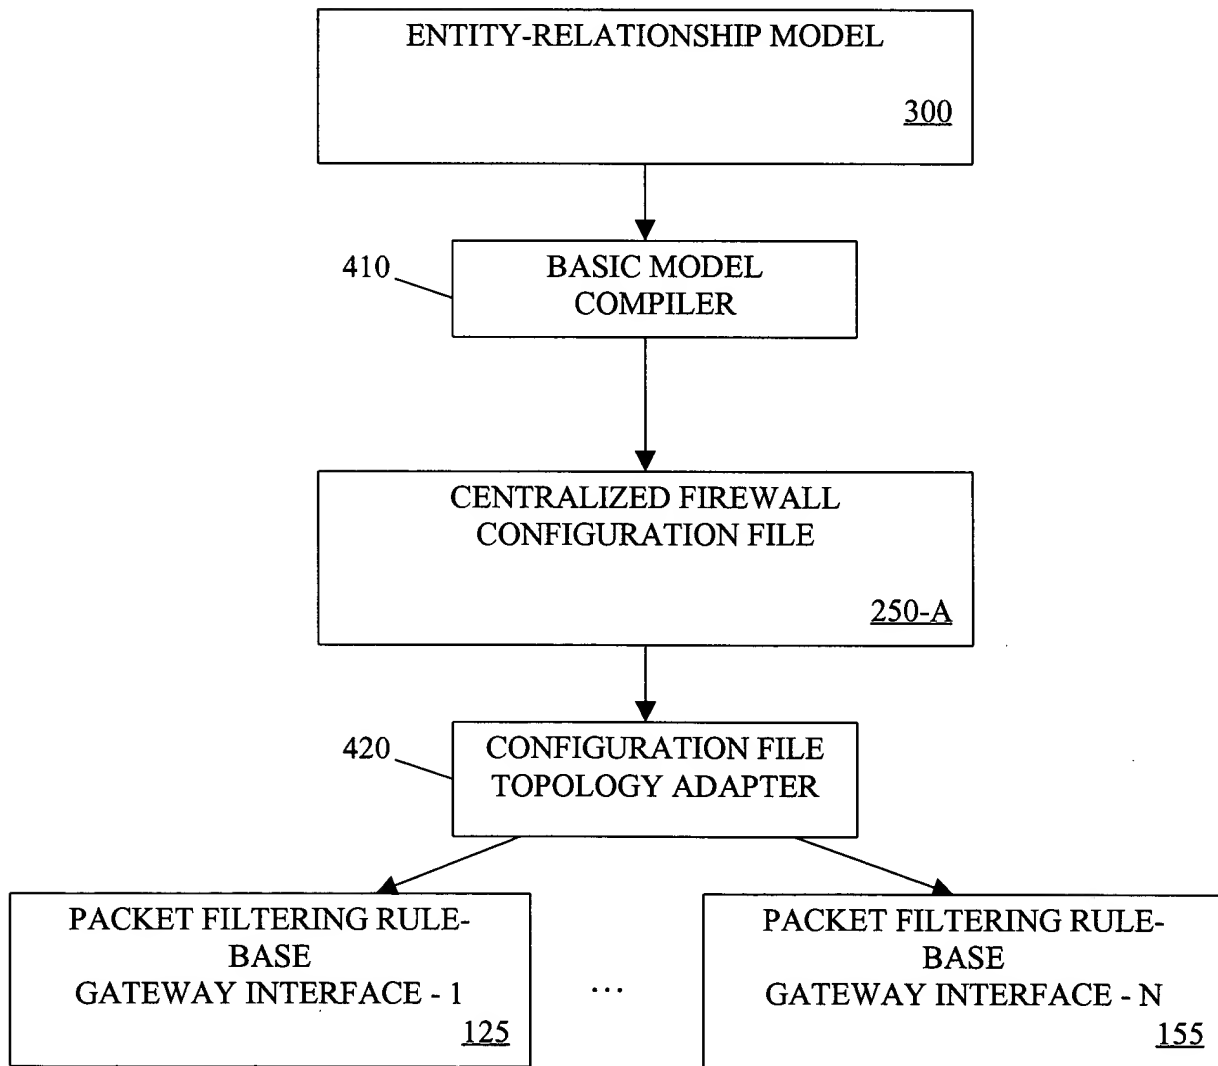 ENTITY-RELATIONSHIP MODEL
300
410
BASIC MODEL
COMPILER
CENTRALIZED FIREWALL
CONFIGURATION FILE
250-A
420
CONFIGURATION FILE
TOPOLOGY ADAPTER
PACKET FILTERING RULE-
BASE
GATEWAY INTERFACE - 1
125
...
PACKET FILTERING RULE-
BASE
GATEWAY INTERFACE - N
155